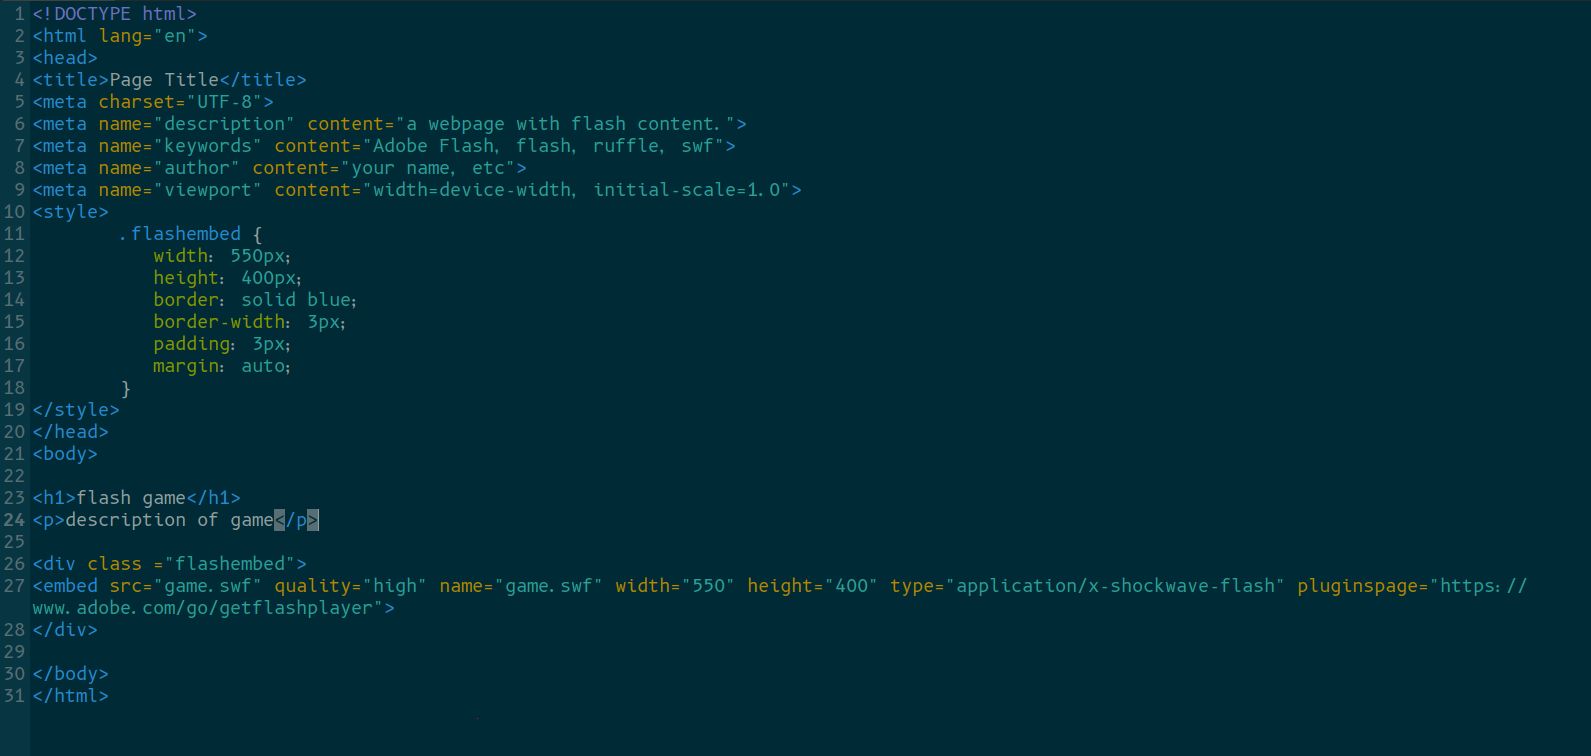 1 <!DOCTYPE html>
2 <html lang="en">
3 <head>
4 <title>Page Title</title>
5 <meta charset="UTF-8">
6 <meta name="description" content="a webpage with flash content.">
7 <meta name="keywords" content="Adobe Flash, flash, ruffle, swf">
8 <meta name="author" content="your name, etc">
9 <meta name="viewport" content="width=device-width, initial-scale=1.0">
10 <style>
11         .flashembed {
12            width: 550px;
13            height: 400px;
14            border: solid blue;
15            border-width: 3px;
16            padding: 3px;
17            margin: auto;
18         }
19 </style>
20 </head>
21 <body>
22
23 <h1>flash game</h1>
24 <p>description of game</p>
25
26 <div class ="flashembed">
27 <embed src="game.swf" quality="high" name="game.swf" width="550" height="400" type="application/x-shockwave-flash" pluginspage="https://
www.adobe.com/go/getflashplayer">
28 </div>
29
30 </body>
31 </html>